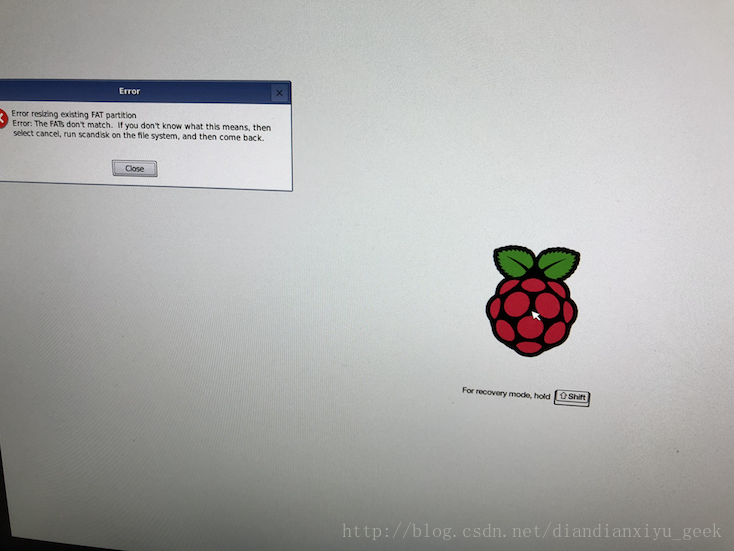 Error
Error resizing existing FAT partition
Error: The FATs don't match. If you don't know what this means, then
select cancel, run scandisk on the file system, and then come back.
Close
For recovery mode, hold Shift
http://blog.csdn.net/diandianxiyu_geek